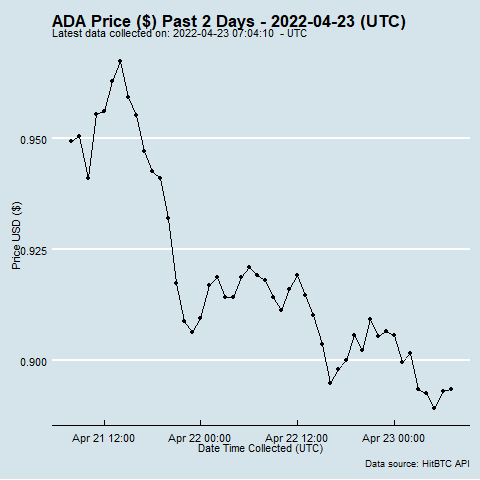 ADA Price ($) Past 2 Days - 2022-04-23 (UTC)
Latest data collected on: 2022-04-23 07:04:10 - UTC
0.950
0.925
0.900
Price USD ($)
Apr 21 12:00
Apr 22 00:00
Apr 22 12:00
Apr 23 00:00
Date Time Collected (UTC)
Data source: HitBTC API